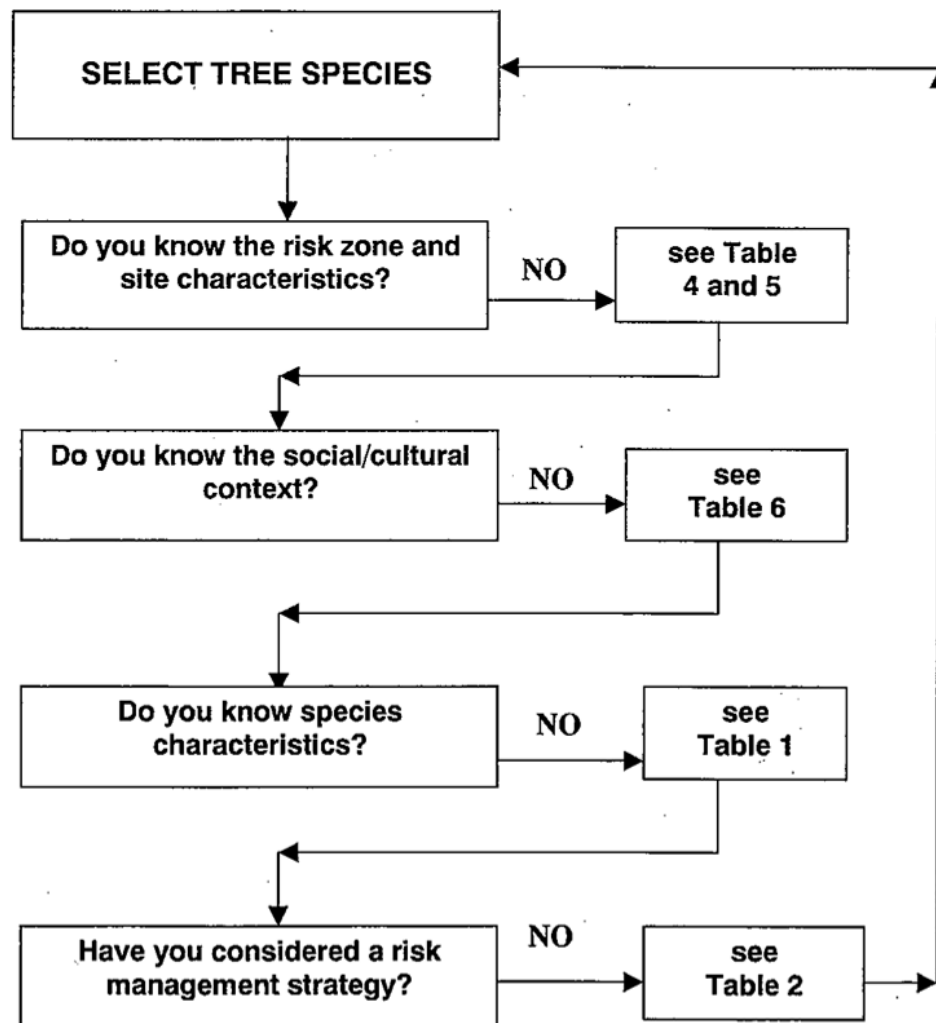 SELECT TREE SPECIES
Do you know the risk zone and
site characteristics?
NO
see Table
4 and 5
Do you know the social/cultural
context?
NO
see
Table 6
Do you know species
characteristics?
NO
see
Table 1
Have you considered a risk
management strategy?
NO
see
Table 2